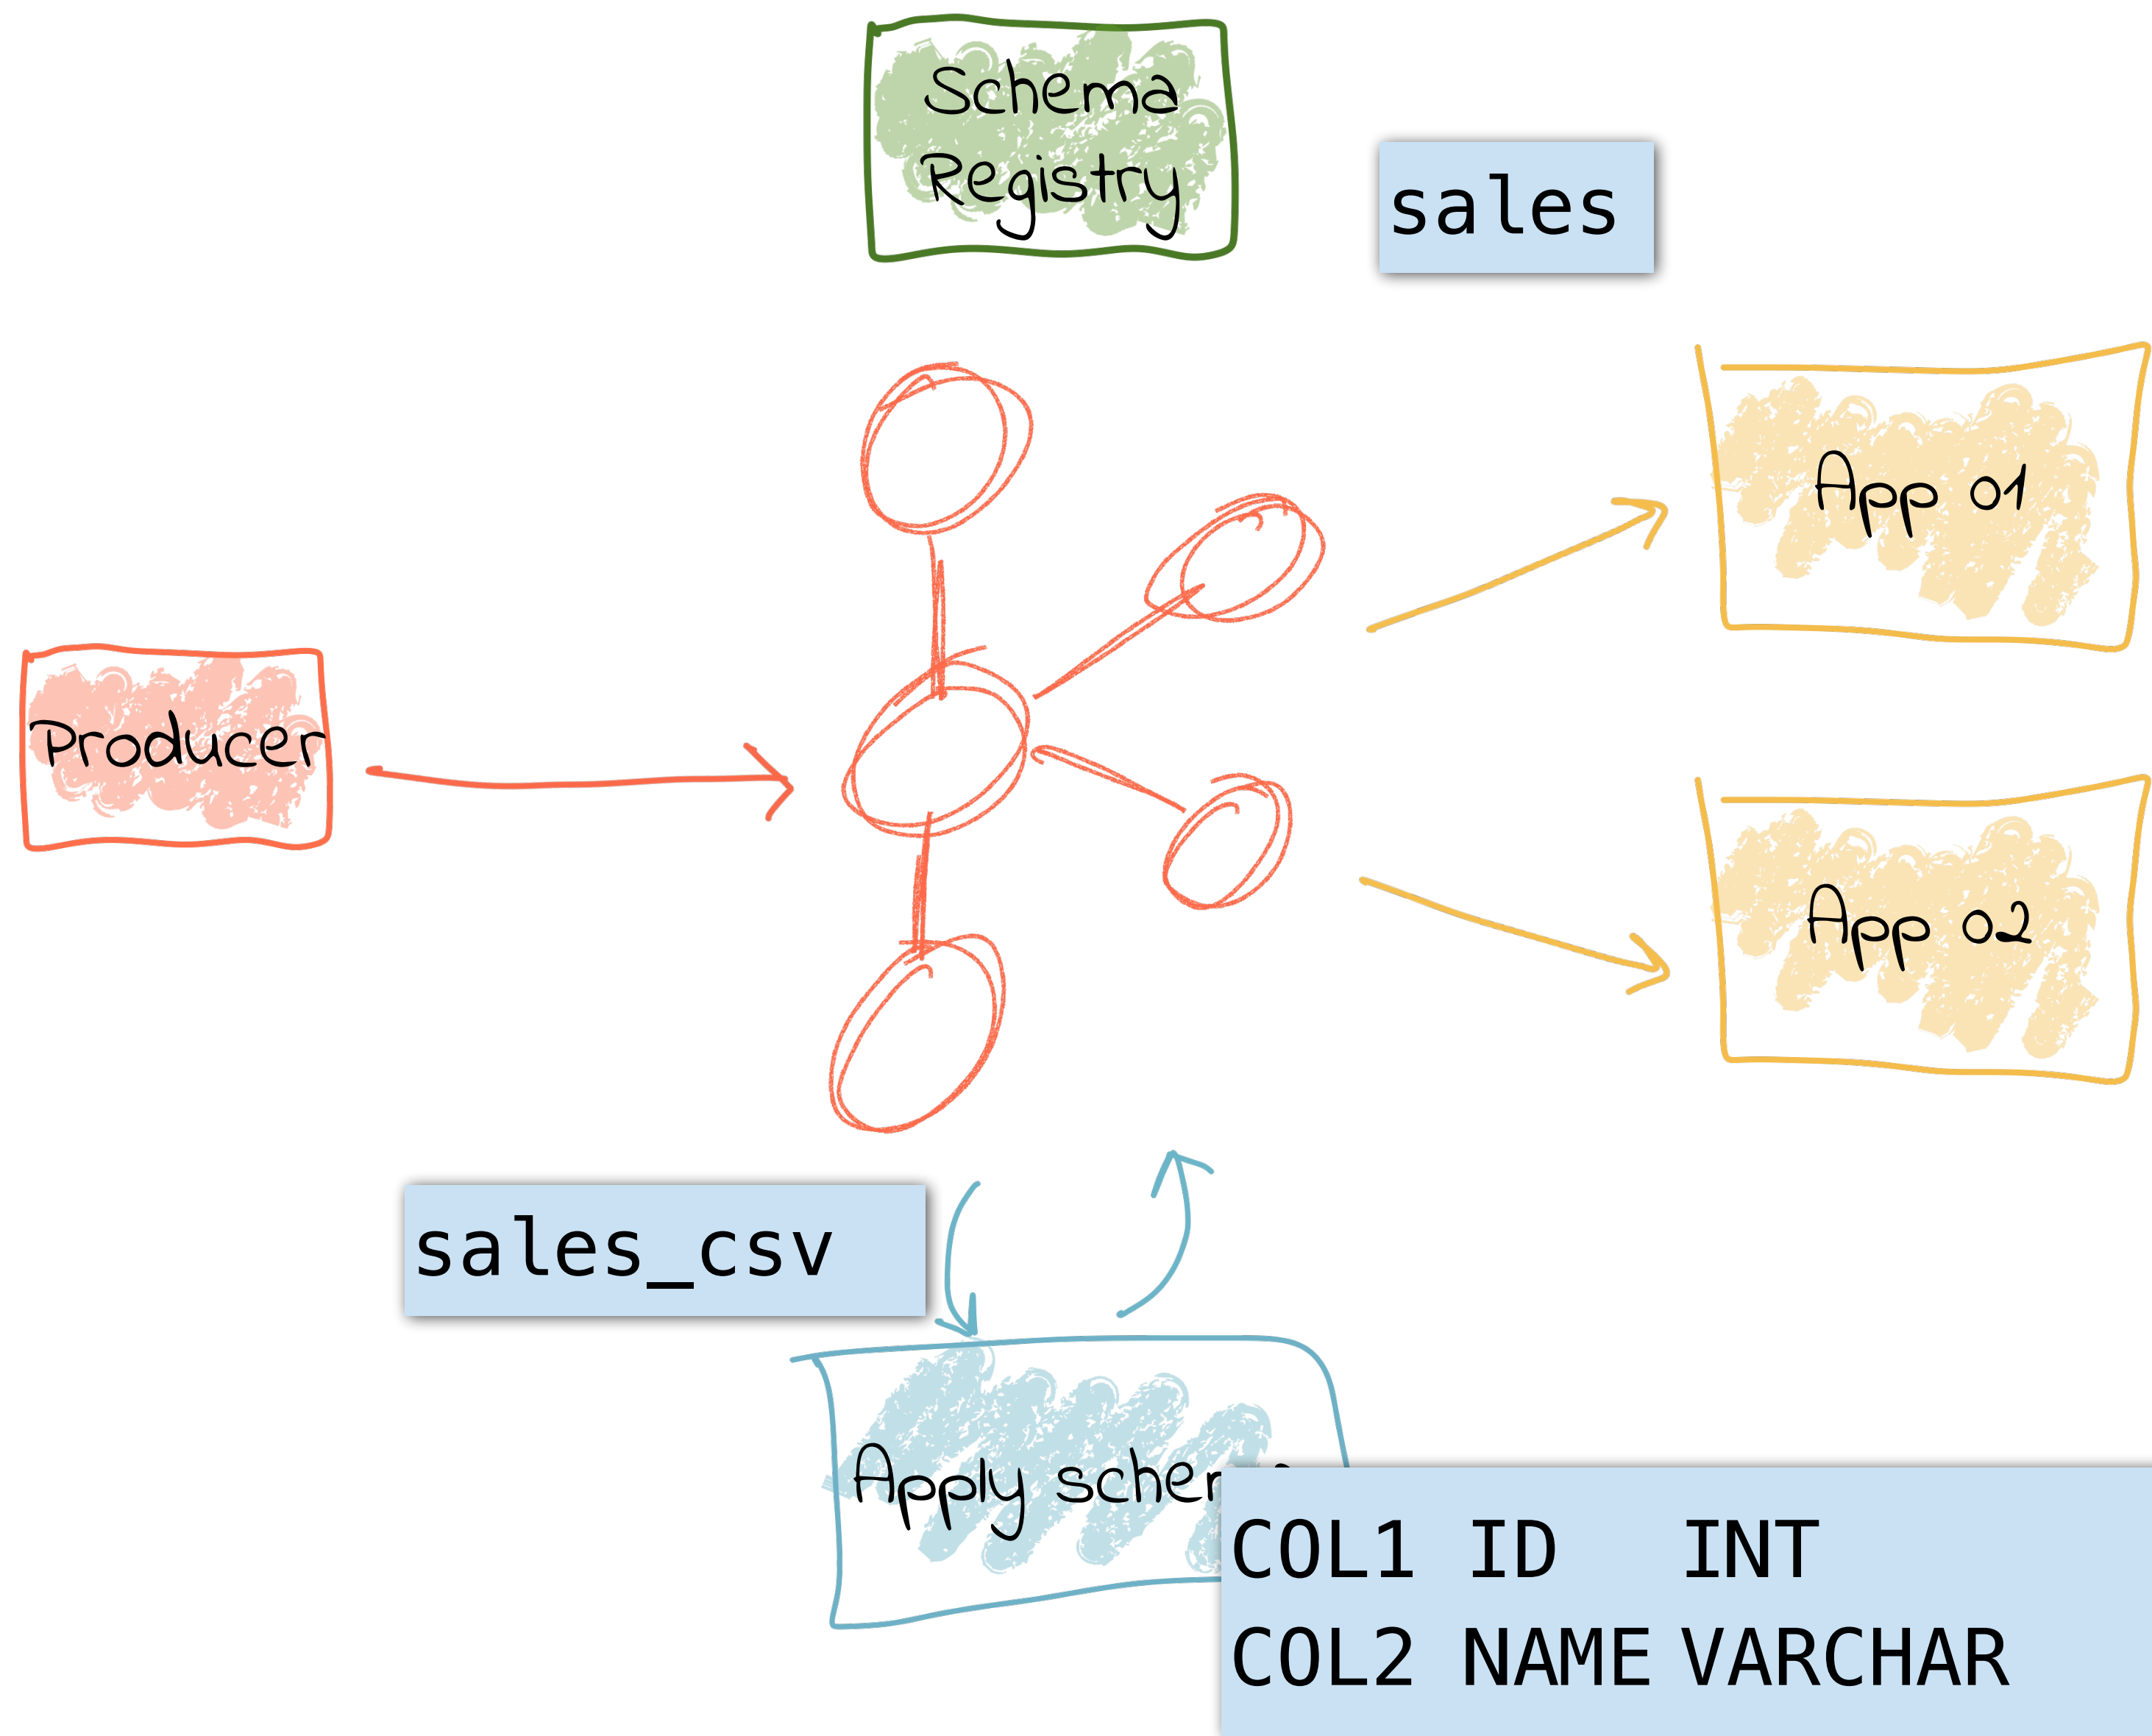 Schema
Registry
sales
App 01
Producer
App 02
sales_csv
Apply
COL1 ID INT
COL2 NAME VARCHAR